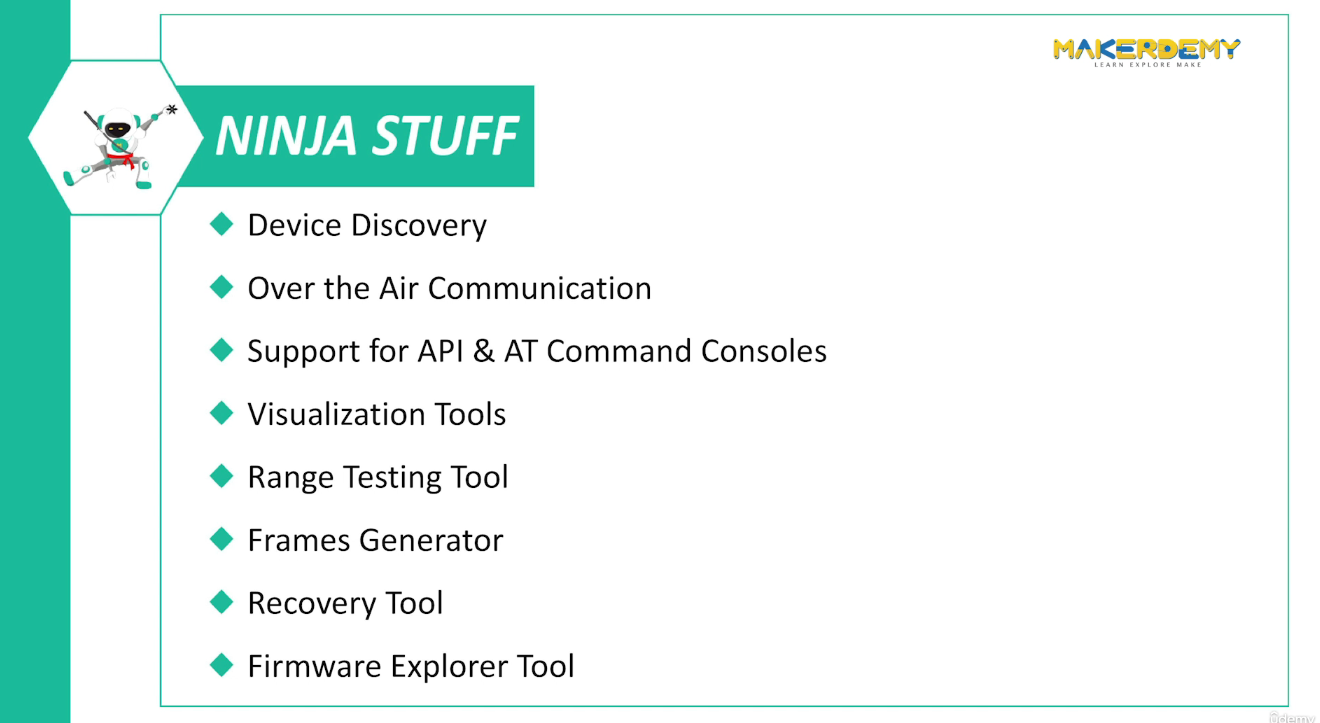 MAKERDEMY
LEARN EXPLORE MAKE
NINJA STUFF
Device Discovery
Over the Air Communication
Support for API & AT Command Consoles
Visualization Tools
Range Testing Tool
Frames Generator
Recovery Tool
Firmware Explorer Tool